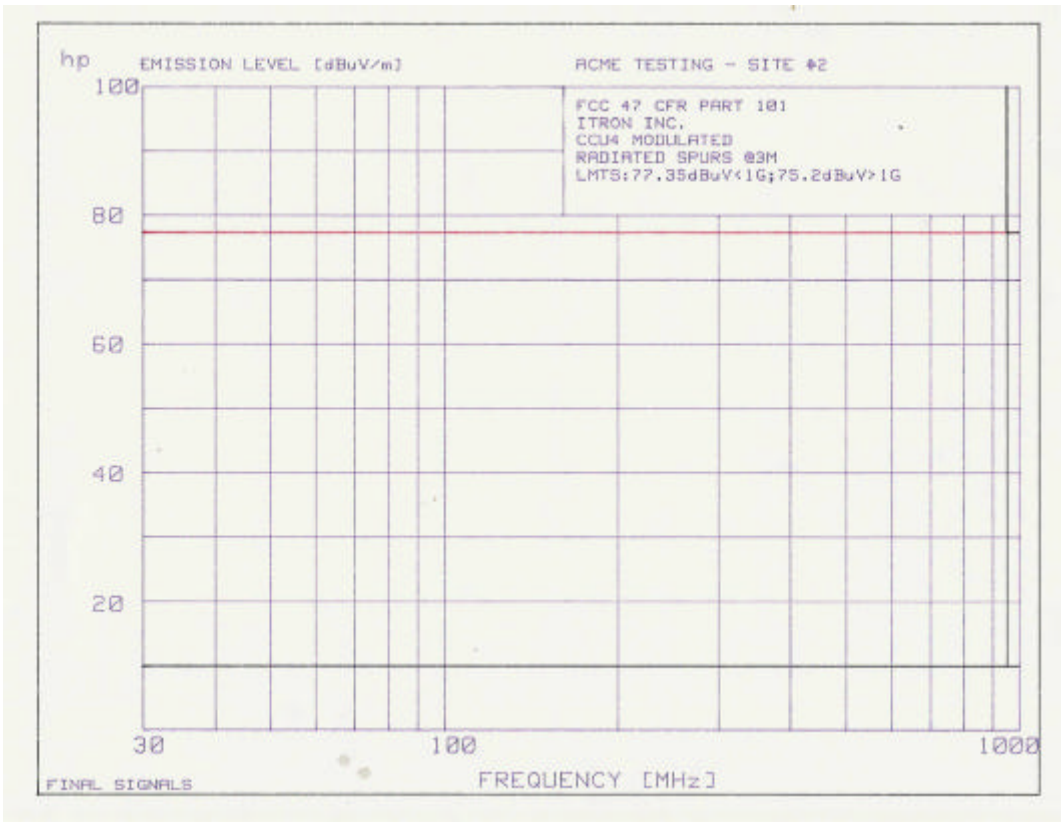 hp
EMISSION LEVEL [dBuV/m]
ACME TESTING - SITE #2
FCC 47 CFR PART 101
ITRON INC.
CCU4 MODULATED
RADIATED SPURS @3M
LMTS:77.35dBuV<1G;75.2dBuV>1G
100
80
60
40
20
30
100
1000
FREQUENCY [MHz]
FINAL SIGNALS